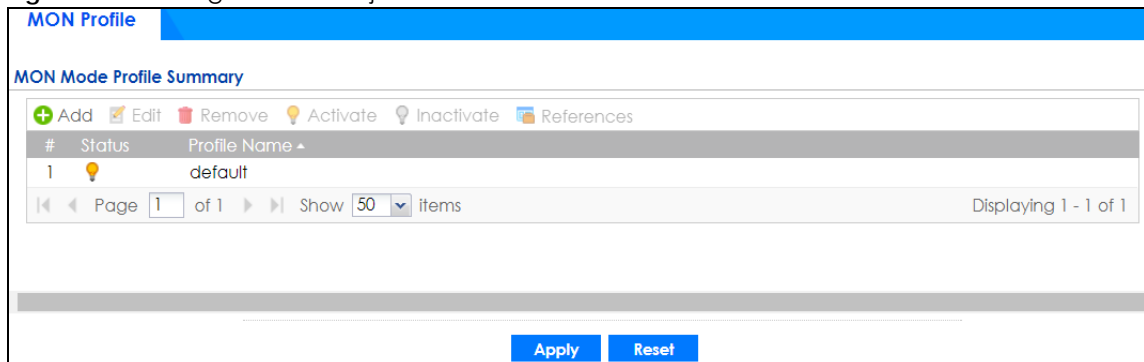 MON Profile
MON Mode Profile Summary
Add Edit Remove Activate Inactivate References
# Status Profile Name
1 default
Page 1 of 1 Show 50 items Displaying 1 - 1 of 1
Apply Reset